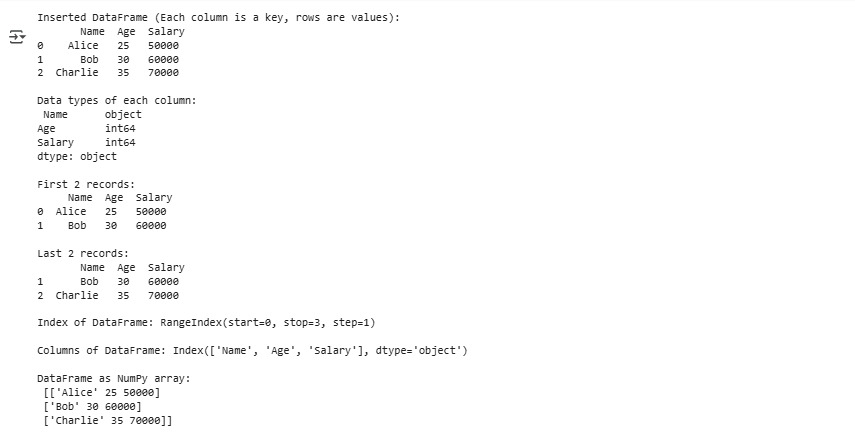 Inserted DataFrame (Each column is a key, rows are values):
       Name  Age  Salary
0    Alice   25   50000
1      Bob   30   60000
2  Charlie   35   70000
Data types of each column:
 Name      object
Age        int64
Salary     int64
dtype: object
First 2 records:
     Name  Age  Salary
0  Alice   25   50000
1    Bob   30   60000
Last 2 records:
       Name  Age  Salary
1      Bob   30   60000
2  Charlie   35   70000
Index of DataFrame: RangeIndex(start=0, stop=3, step=1)
Columns of DataFrame: Index(['Name', 'Age', 'Salary'], dtype='object')
DataFrame as NumPy array:
 [['Alice' 25 50000]
 ['Bob' 30 60000]
 ['Charlie' 35 70000]]